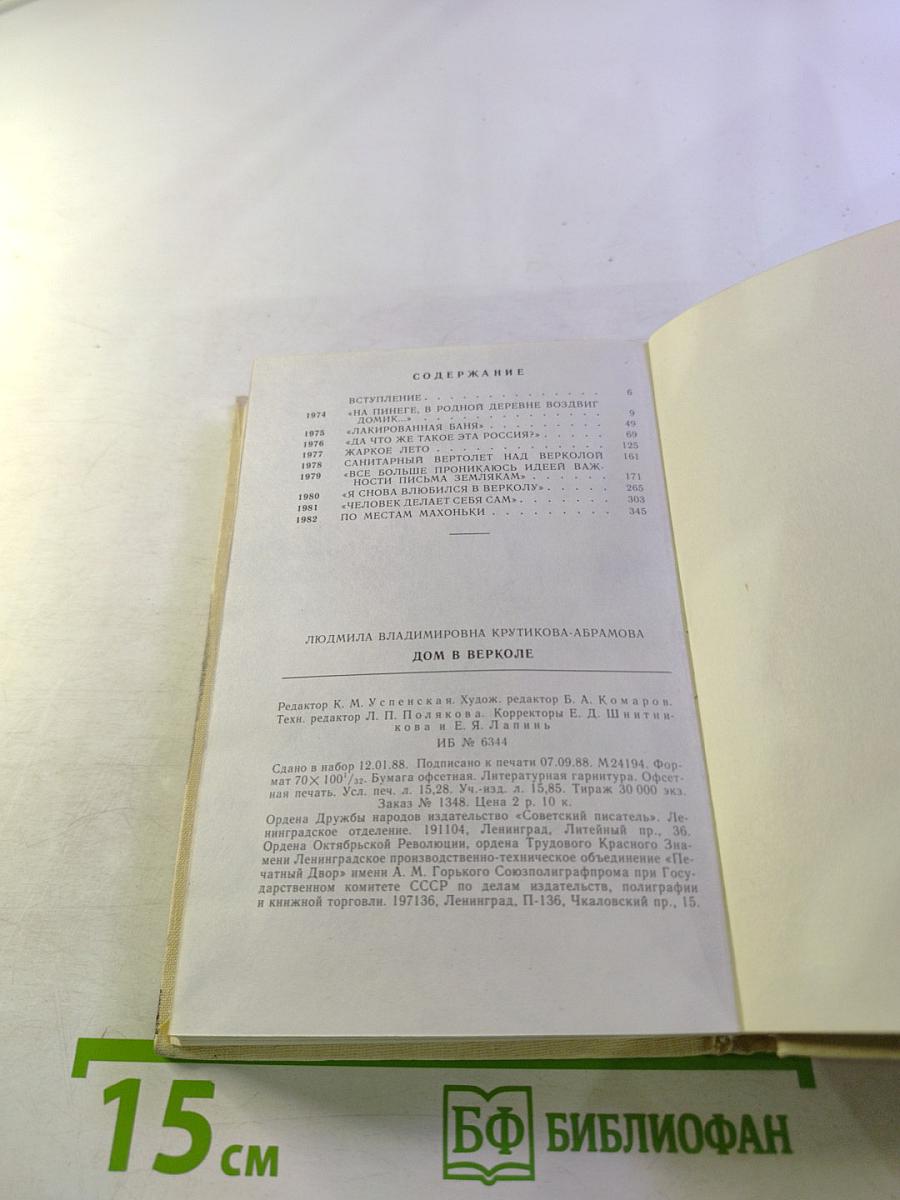 СОДЕРЖАНИЕ
ВСТУПЛЕНИЕ . . . . . . . . . . . . . . 6
1974 «НА ПИНЕГЕ, В РОДНОЙ ДЕРЕВНЕ ВОЗДВИГ
ДОМИК...» . . . . . . . . . . . . . . 9
1975 «ЛАКИРОВАННАЯ БАНЯ» . . . . . . . . . 49
1976 «ДА ЧТО ЖЕ ТАКОЕ ЭТА РОССИЯ?» . . . . . 69
1977 ЖАРКОЕ ЛЕТО . . . . . . . . . . . . . 125
1978 САНИТАРНЫЙ ВЕРТОЛЕТ НАД ВЕРКОЛОЙ 161
1979 «ВСЕ БОЛЬШЕ ПРОНИКАЮСЬ ИДЕЕЙ ВАЖ-
НОСТИ ПИСЬМА ЗЕМЛЯКАМ» . . . . . . . 171
1980 «Я СНОВА ВЛЮБИЛСЯ В ВЕРКОЛУ» . . . . . 265
1981 «ЧЕЛОВЕК ДЕЛАЕТ СЕБЯ САМ» . . . . . . . 303
1982 ПО МЕСТАМ МАХОНЬКИ . . . . . . . . . 345
ЛЮДМИЛА ВЛАДИМИРОВНА КРУТИКОВА-АБРАМОВА
ДОМ В ВЕРКОЛЕ
Редактор К. М. Успенская. Худож. редактор Б. А. Комаров.
Техн. редактор Л. П. Полякова. Корректоры Е. Д. Шнитни-
кова и Е. Я. Лапинь
ИБ № 6344
Сдано в набор 12.01.88. Подписано к печати 07.09.88. М 24194. Фор-
мат 70×100¹/₃₂. Бумага офсетная. Литературная гарнитура. Офсет-
ная печать. Усл. печ. л. 15,28. Уч.-изд. л. 15,85. Тираж 30 000 экз.
Заказ № 1348. Цена 2 р. 10 к.
Ордена Дружбы народов издательство «Советский писатель». Ле-
нинградское отделение. 191104, Ленинград, Литейный пр., 36.
Ордена Октябрьской Революции, ордена Трудового Красного Зна-
мени Ленинградское производственно-техническое объединение «Пе-
чатный Двор» имени А. М. Горького Союзполиграфпрома при Госу-
дарственном комитете СССР по делам издательств, полиграфии
и книжной торговли. 197136, Ленинград, П-136, Чкаловский пр., 15.
15 см
БФ БИБЛИОФАН